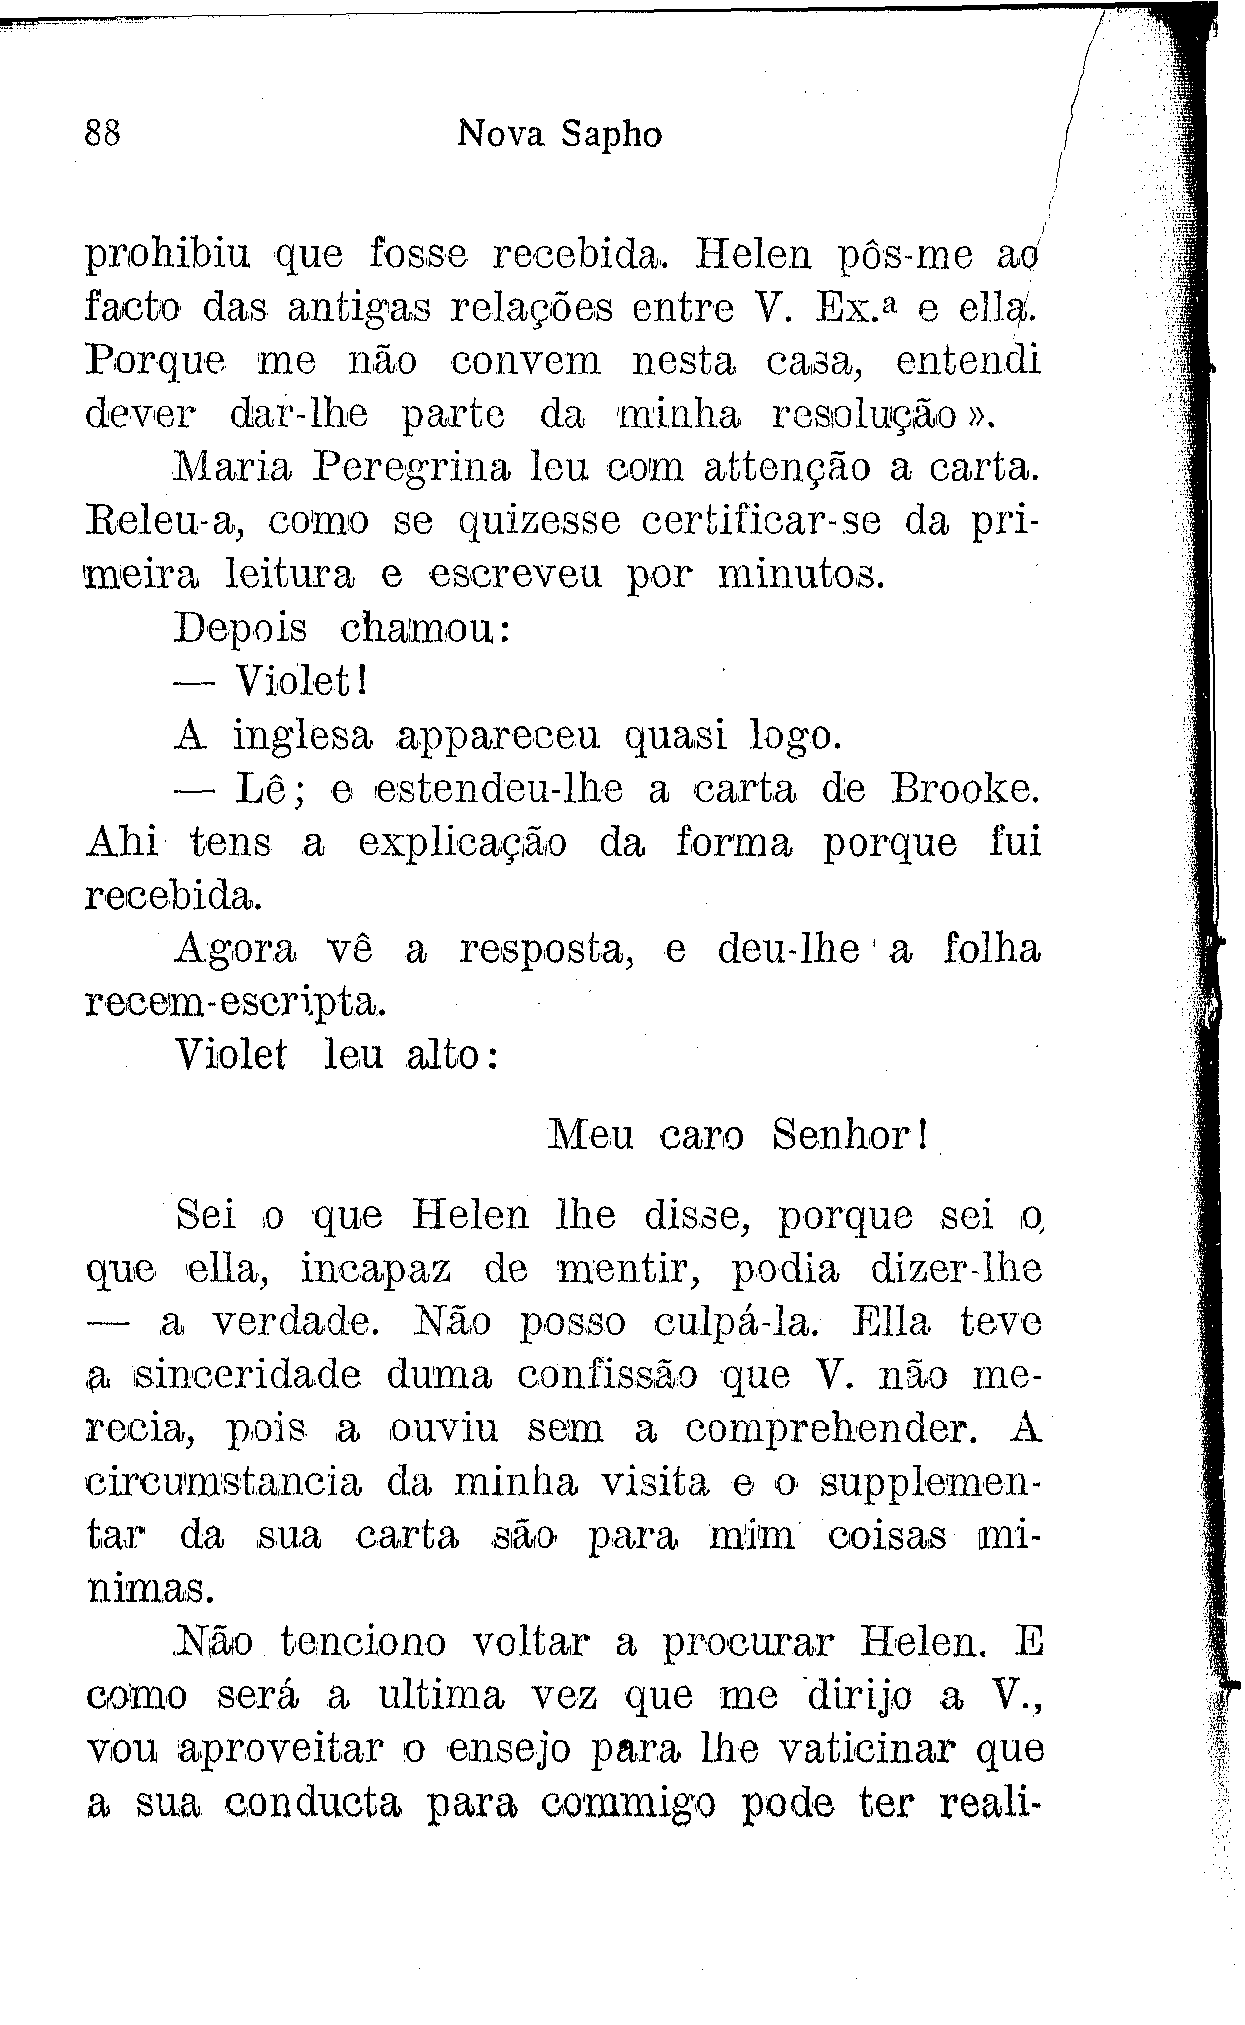 88 Nova Sapho
prohibiu que fosse recebida. Helen pôs-me ao
facto das antigas relações entre V. Ex.ª e ella.
Porque me não convem nesta casa, entendi
dever dar-lhe parte da minha resolução».
Maria Peregrina leu com attenção a carta.
Releu-a, como se quizesse certificar-se da pri-
meira leitura e escreveu por minutos.
Depois chamou:
— Violet!
A inglesa appareceu quasi logo.
— Lê; e estendeu-lhe a carta de Brooke.
Ahi tens a explicação da forma porque fui
recebida.
Agora vê a resposta, e deu-lhe a folha
recem-escripta.
Violet leu alto:
Meu caro Senhor!
Sei o que Helen lhe disse, porque sei o
que ella, incapaz de mentir, podia dizer-lhe
— a verdade. Não posso culpá-la. Ella teve
a sinceridade duma confissão que V. não me-
recia, pois a ouviu sem a comprehender. A
circumstancia da minha visita e o supplemen-
tar da sua carta são para mim coisas mi-
nimas.
Não tenciono voltar a procurar Helen. E
como será a ultima vez que me dirijo a V.,
vou aproveitar o ensejo para lhe vaticinar que
a sua conducta para commigo pode ter reali-